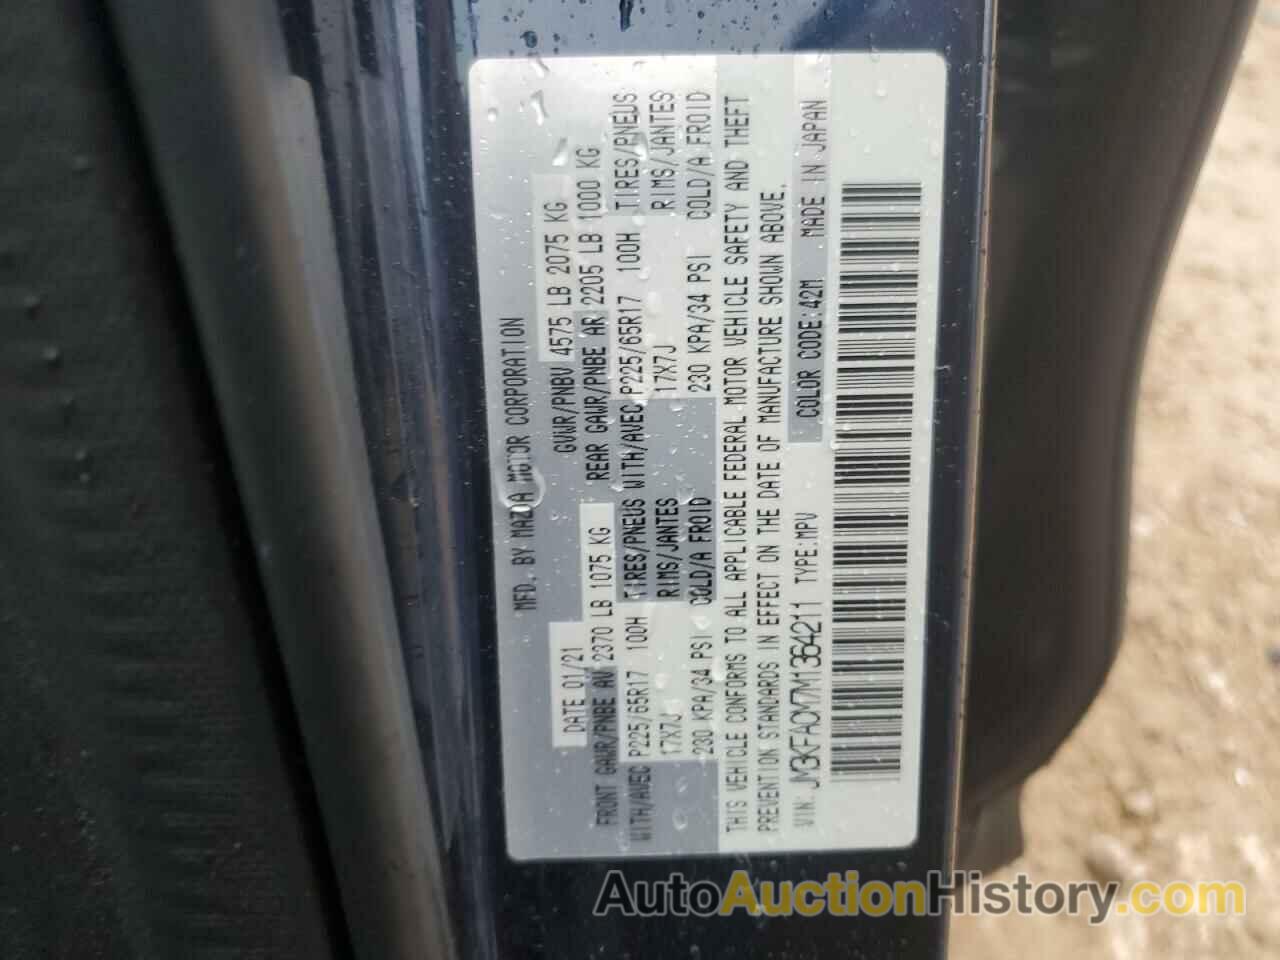 MFD. BY MAZDA MOTOR CORPORATION
DATE 01/21 GVWR/PNBV 4575 LB 2075 KG
FRONT GAWR/PNBE AV 2370 LB 1075 KG REAR GAWR/PNBE AR 2205 LB 1000 KG
WITH/AVEC P225/65R17 100H TIRES/PNEUS WITH/AVEC P225/65R17 100H TIRES/PNEUS
17X7J RIMS/JANTES 17X7J RIMS/JANTES
230 KPA/34 PSI COLD/A FROID 230 KPA/34 PSI COLD/A FROID
THIS VEHICLE CONFORMS TO ALL APPLICABLE FEDERAL MOTOR VEHICLE SAFETY AND THEFT
PREVENTION STANDARDS IN EFFECT ON THE DATE OF MANUFACTURE SHOWN ABOVE.
VIN: JM3KFACM7M1364211 TYPE:MPV COLOR CODE:42M MADE IN JAPAN
AutoAuctionHistory.com